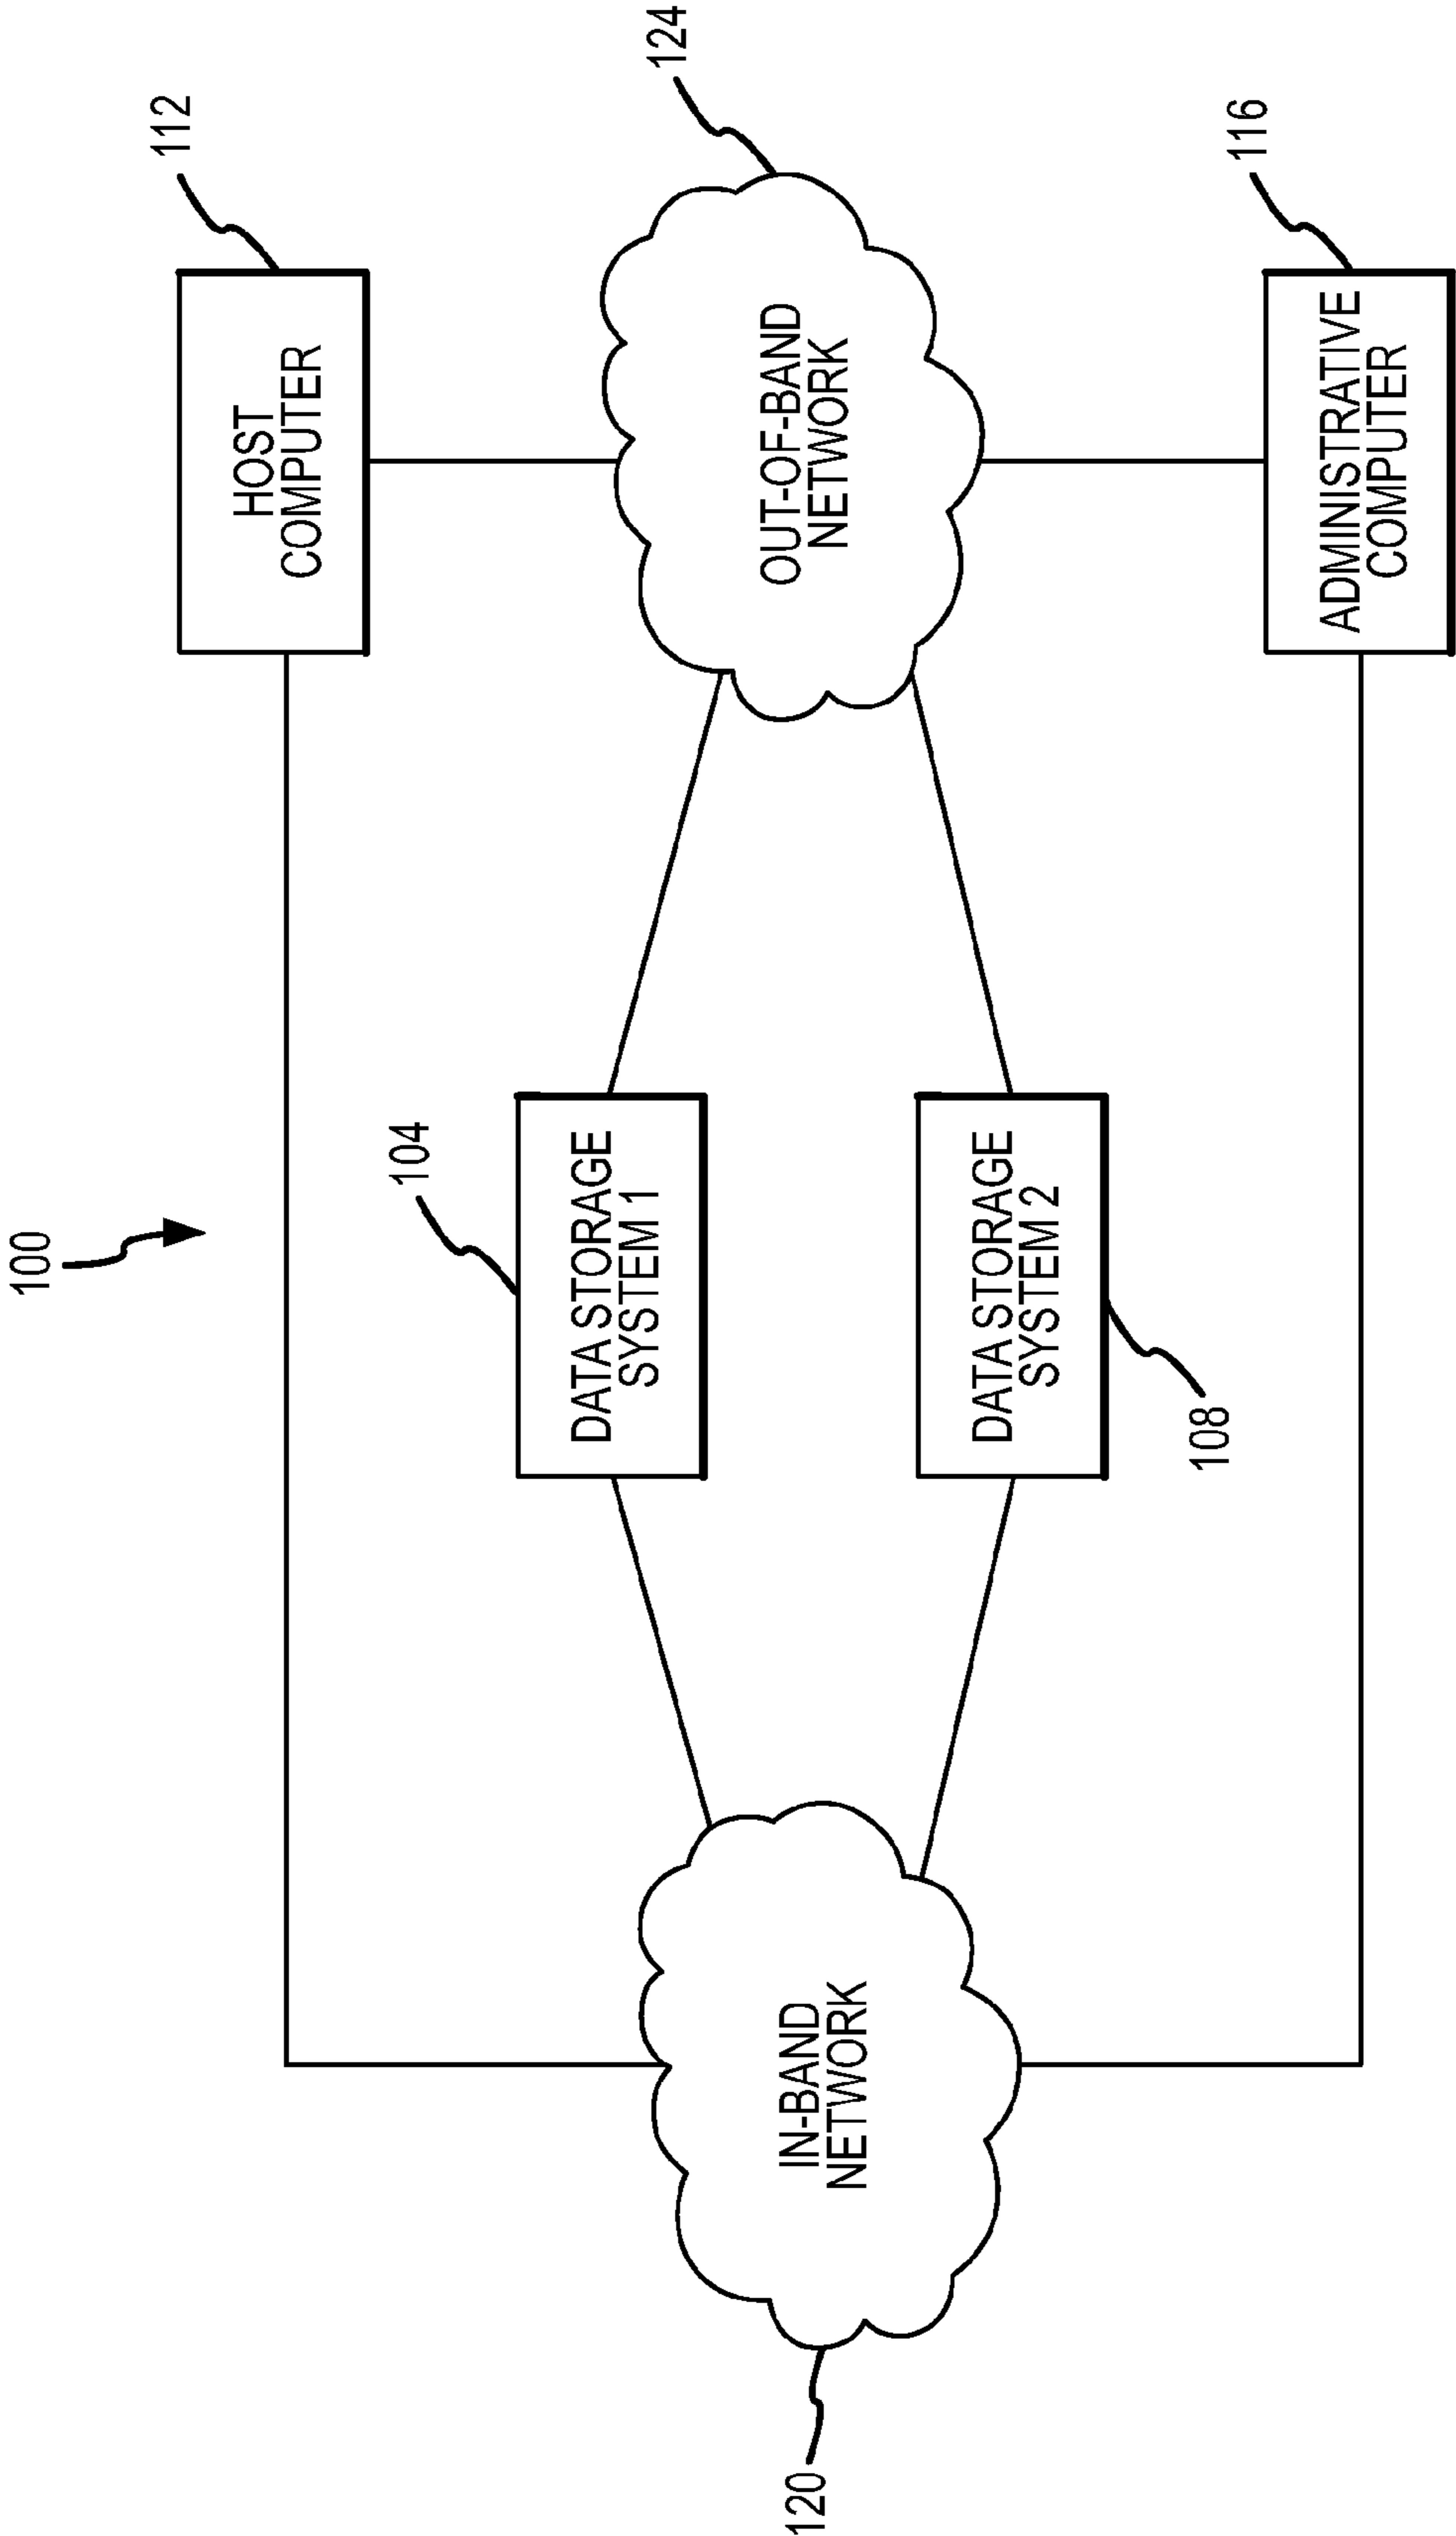 100
HOST
COMPUTER
112
DATA STORAGE
SYSTEM 1
104
IN-BAND
NETWORK
120
OUT-OF-BAND
NETWORK
124
DATA STORAGE
SYSTEM 2
108
ADMINISTRATIVE
COMPUTER
116